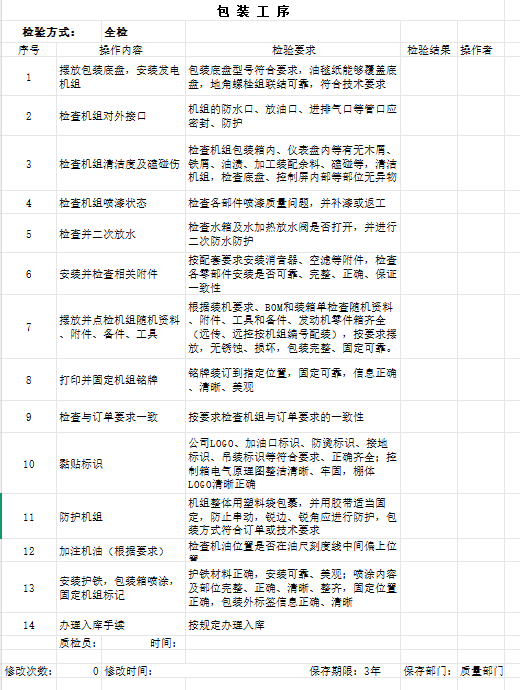 包 装 工 序
检验方式: 全检
序号 操作内容 检验要求 检验结果 操作者
1 摆放包装底盘，安装发电机组 包装底盘型号符合要求，油毯纸能够覆盖底盘，地角螺栓组联结可靠，符合技术要求
2 检查机组对外接口 机组的防水口、放油口、进排气口等管口应密封、防护
3 检查机组清洁度及磕碰伤 检查机组包装箱内、仪表盘内等有无木屑、铁屑、油渍、加工装配余料、磕碰等，清洁机组，检查底盘、控制屏内部等部位无异物
4 检查机组喷漆状态 检查各部件喷漆质量问题，并补漆或返工
5 检查并二次放水 检查水箱及水加热放水阀是否打开，并进行二次防水防护
6 安装并检查相关附件 按配套要求安装消音器、空滤等附件，检查各零部件安装是否可靠、完整、正确、保证一致性
7 摆放并点检机组随机资料、附件、备件、工具 根据装机要求、BOM和装箱单检查随机资料、附件、工具和备件、发动机零件箱齐全（远传、远控按机组编号配装），按要求摆放，无锈蚀、损坏，包装完整、固定可靠。
8 打印并固定机组铭牌 铭牌装订到指定位置，固定可靠，信息正确、清晰、美观
9 检查与订单要求一致 按要求检查机组与订单要求的一致性
10 黏贴标识 公司LOGO、加油口标识、防烫标识、接地标识、吊装标识等符合要求、正确齐全；控制箱电气原理图整洁清晰、牢固，棚体LOGO清晰正确
11 防护机组 机组整体用塑料袋包裹，并用胶带适当固定，防止串动，锐边、锐角应进行防护，包装方式符合订单或技术要求
12 加注机油（根据要求） 检查机油位置是否在油尺刻度线中间偏上位置
13 安装护铁，包装箱喷涂，固定机组标记 护铁材料正确，安装可靠、美观；喷涂内容及部位完整、正确、清晰、整齐，固定位置正确，包装外标签信息正确、清晰
14 办理入库手续 按规定办理入库
质检员: 时间:
修改次数: 0 修改时间: 保存期限: 3年 保存部门: 质量部门